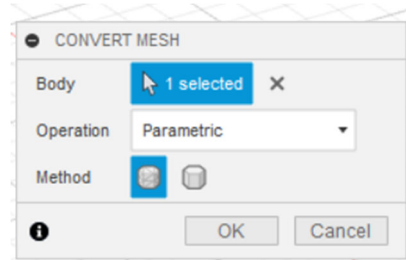 CONVERT MESH
Body 1 selected
Operation Parametric
Method
OK Cancel